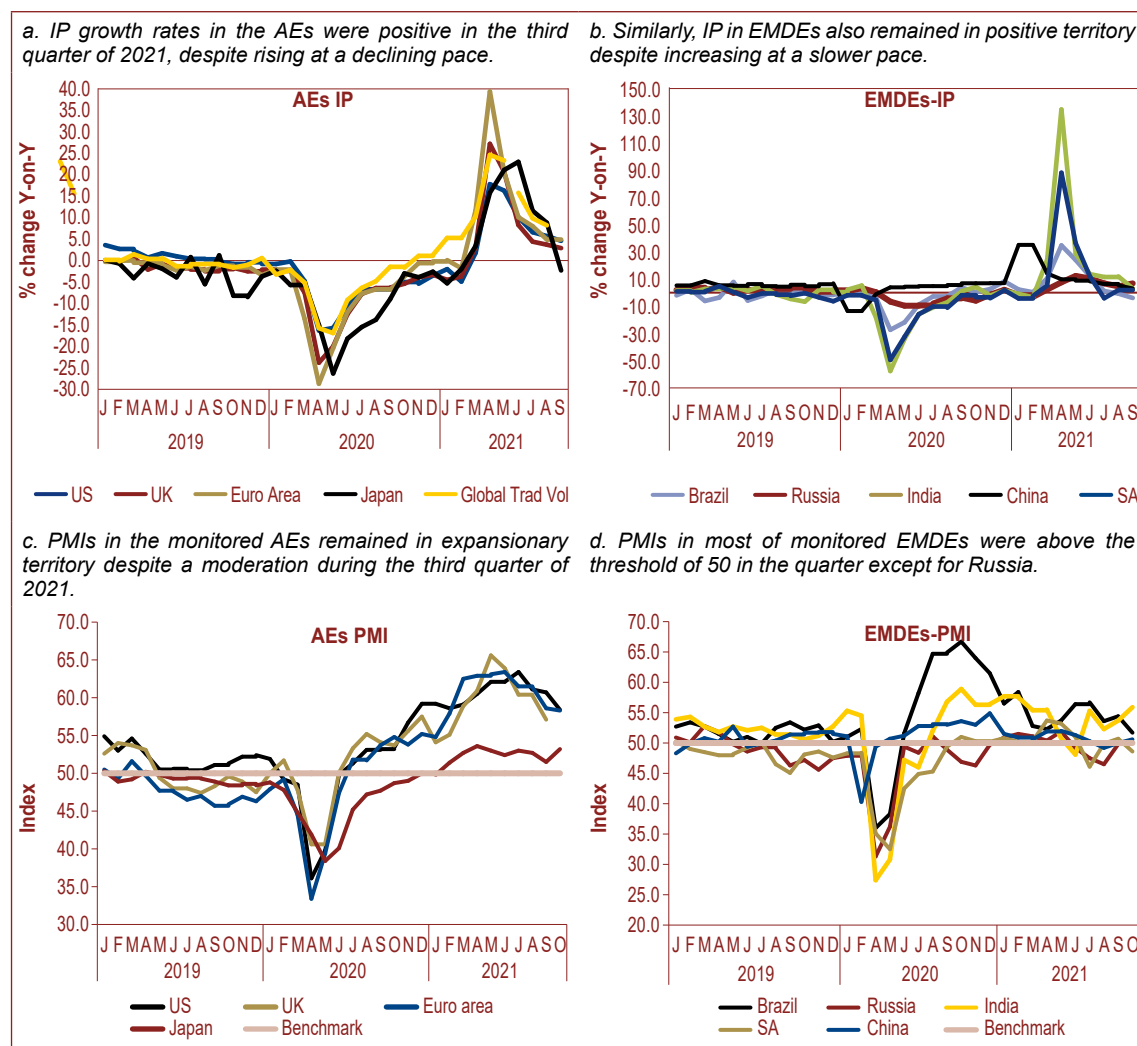 a. IP growth rates in the AEs were positive in the third
quarter of 2021, despite rising at a declining pace.
AEs IP
% change Y-on-Y
40.0
35.0
30.0
25.0
20.0
15.0
10.0
5.0
0.0
-5.0
-10.0
-15.0
-20.0
-25.0
-30.0
J F M A M J J A S O N D J F M A M J J A S O N D J F M A M J J A S
2019 2020 2021
US UK Euro Area Japan Global Trad Vol
b. Similarly, IP in EMDEs also remained in positive territory
despite increasing at a slower pace.
EMDEs-IP
% change Y-on-Y
150.0
130.0
110.0
90.0
70.0
50.0
30.0
10.0
-10.0
-30.0
-50.0
-70.0
J F M A M J J A S O N D J F M A M J J A S O N D J F M A M J J A S
2019 2020 2021
Brazil Russia India China SA
c. PMIs in the monitored AEs remained in expansionary
territory despite a moderation during the third quarter of
2021.
AEs PMI
Index
70.0
65.0
60.0
55.0
50.0
45.0
40.0
35.0
30.0
J F M A M J J A S O N D J F M A M J J A S O N D J F M A M J J A S O
2019 2020 2021
US UK Euro area
Japan Benchmark
d. PMIs in most of monitored EMDEs were above the
threshold of 50 in the quarter except for Russia.
EMDEs-PMI
Index
70.0
65.0
60.0
55.0
50.0
45.0
40.0
35.0
30.0
25.0
20.0
J F M A M J J A S O N D J F M A M J J A S O N D J F M A M J J A S O
2019 2020 2021
Brazil Russia India
SA China Benchmark